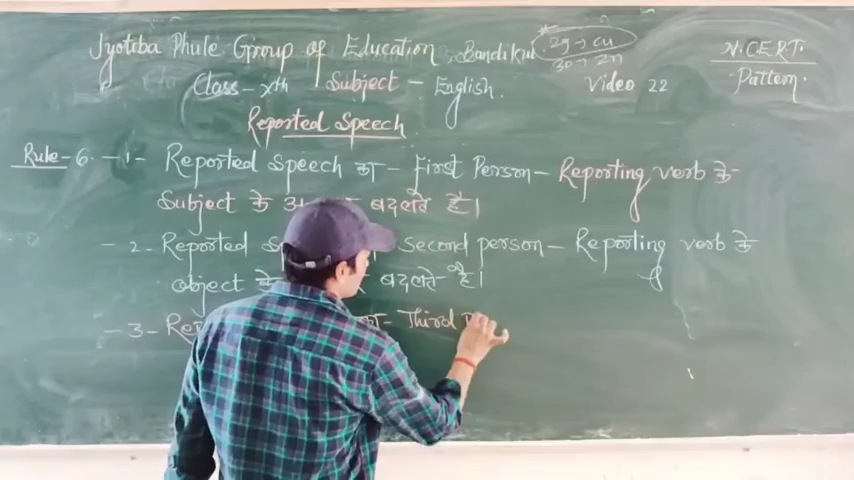 Jyotiba Phule Group of Education, Bandikui
29 → Cu
30 → Zn
N.C.E.R.T.
Pattern
Class - Xth Subject - English.
Video 22
Reported Speech
Rule-6. - 1- Reported Speech का - First Person - Reporting verb के
Subject के बदलते है।
- 2- Reported Second person - Reporting verb के
object के बदलते है।
- 3- का - Third